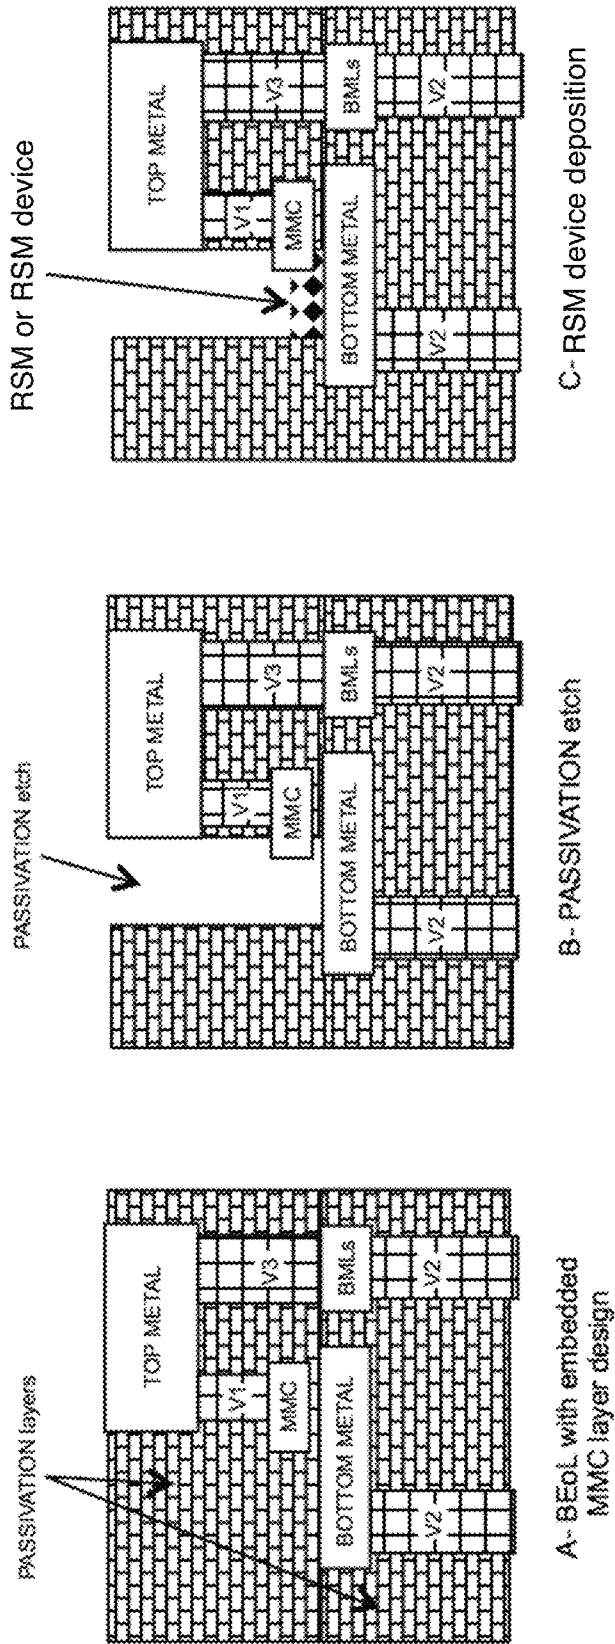 PASSIVATION layers
TOP METAL
V1
V3
MMC
BOTTOM METAL
BMLs
V2
V2
A- BEoL with embedded
MMC layer design
PASSIVATION etch
TOP METAL
V1
V3
MMC
BOTTOM METAL
BMLs
V2
V2
B- PASSIVATION etch
RSM or RSM device
TOP METAL
V1
V3
MMC
BOTTOM METAL
BMLs
V2
V2
C- RSM device deposition